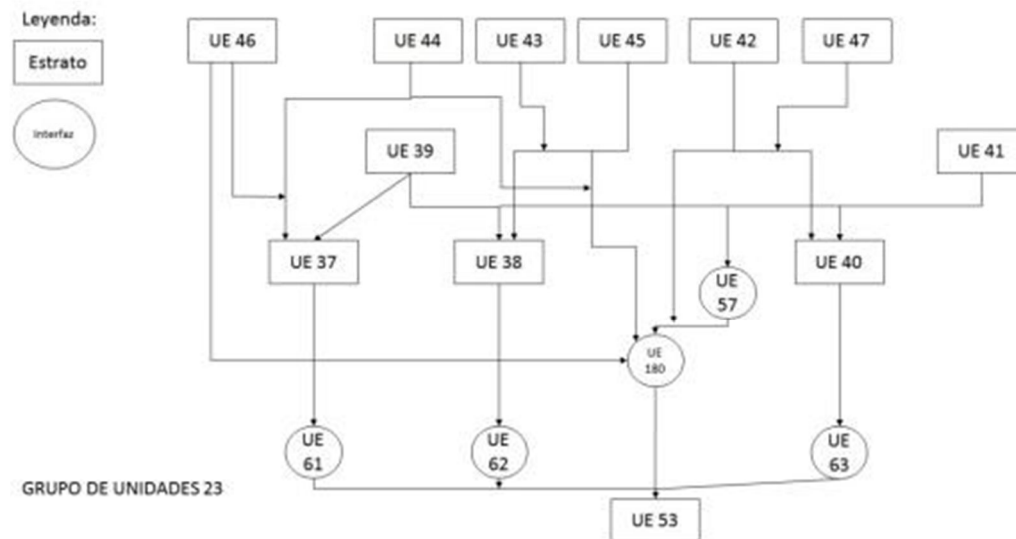 Leyenda:
Estrato
Interfaz
UE 46
UE 44
UE 43
UE 45
UE 42
UE 47
UE 39
UE 41
UE 37
UE 38
UE
57
UE 40
UE
180
UE
61
UE
62
UE
63
GRUPO DE UNIDADES 23
UE 53